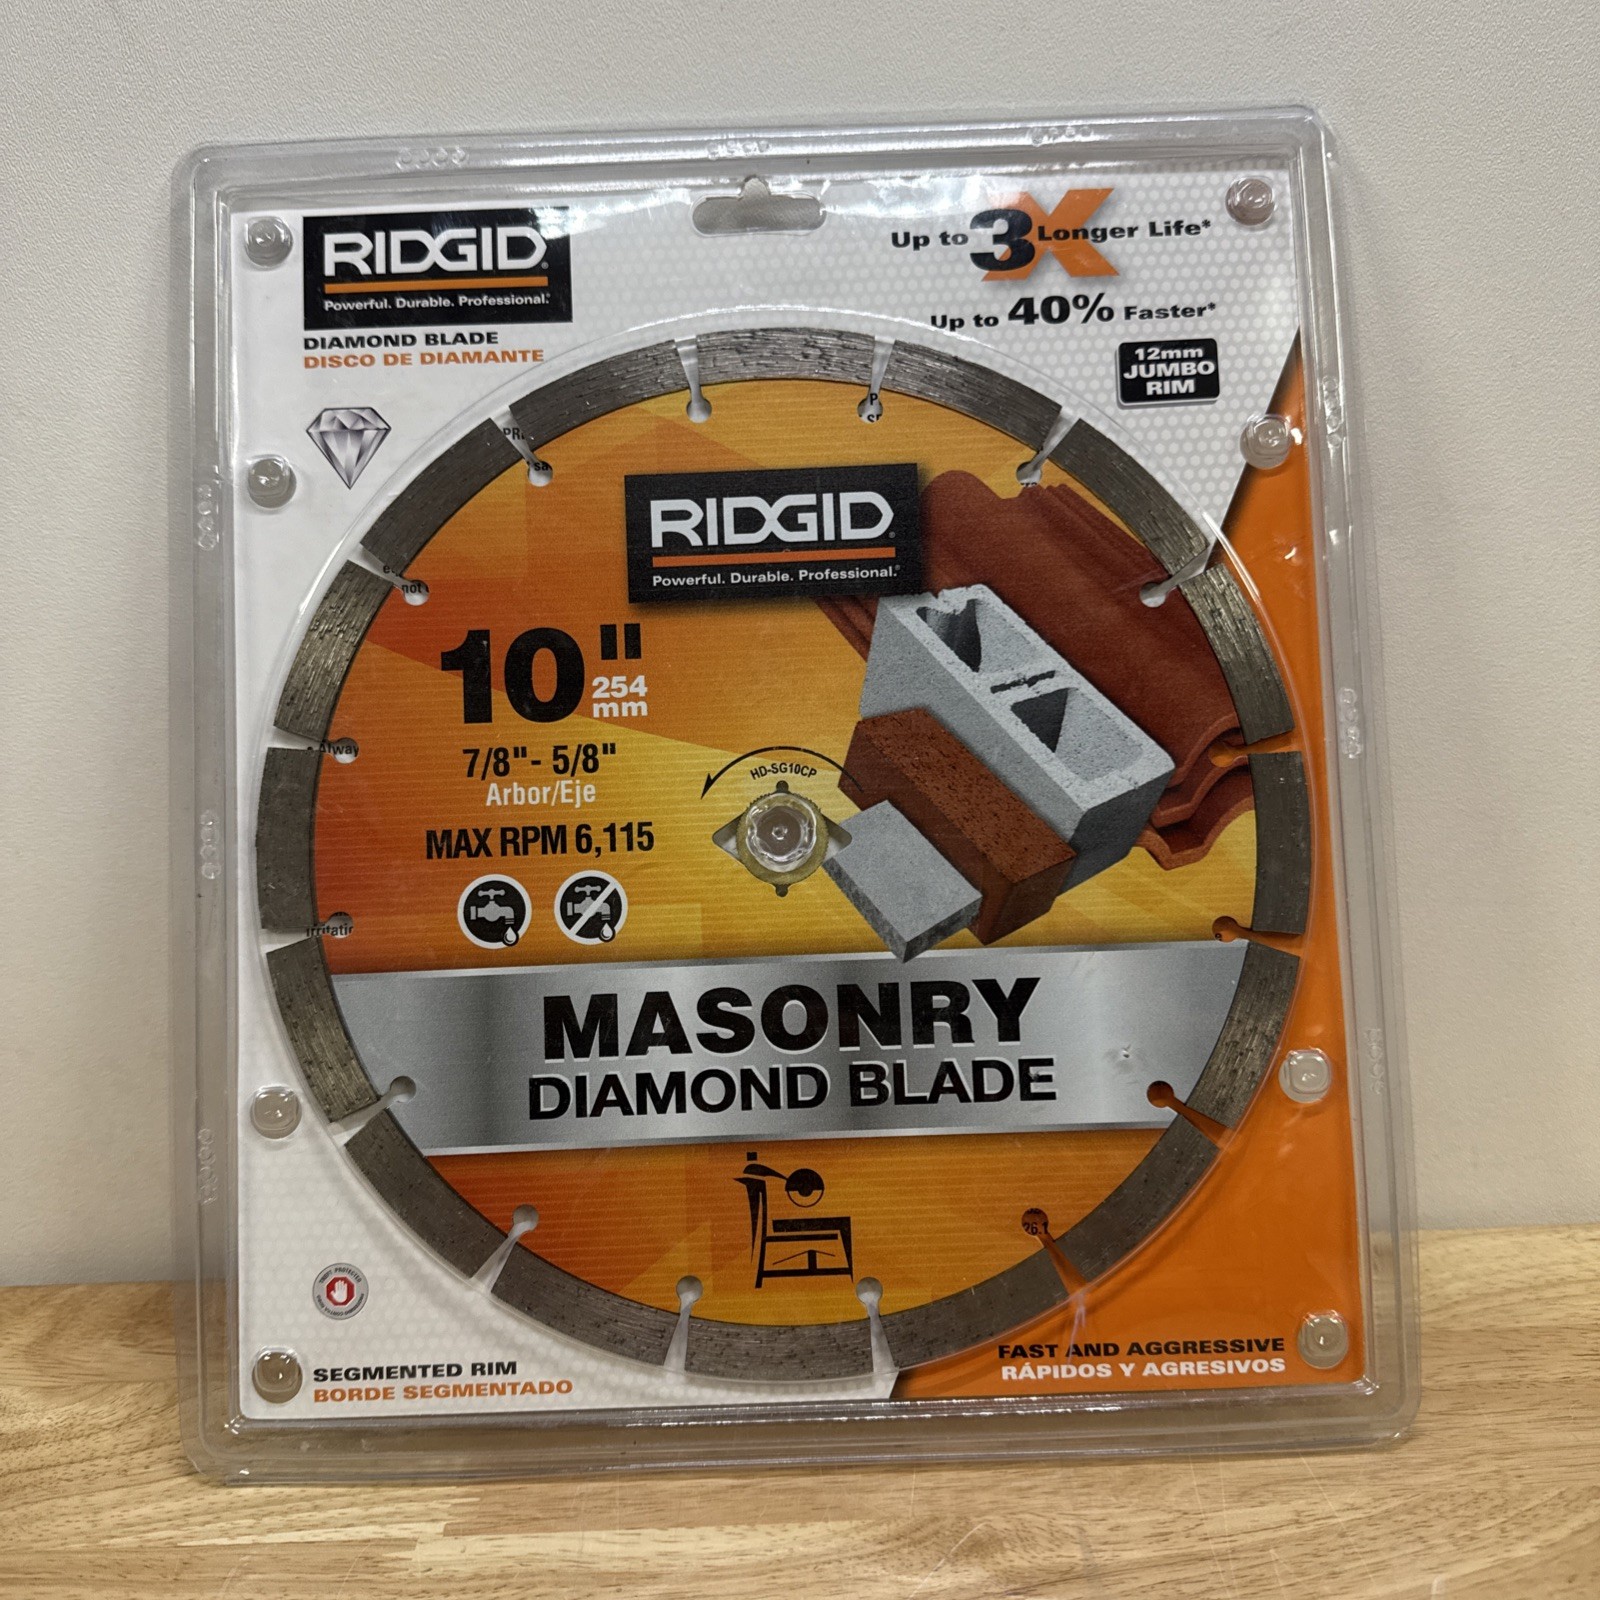 RIDGID
Powerful. Durable. Professional.
DIAMOND BLADE
DISCO DE DIAMANTE
Up to 3X Longer Life*
Up to 40% Faster*
12mm
JUMBO
RIM
RIDGID
Powerful. Durable. Professional.
10"
254
mm
7/8"- 5/8"
Arbor/Eje
MAX RPM 6,115
HD-SG10CP
MASONRY
DIAMOND BLADE
SEGMENTED RIM
BORDE SEGMENTADO
FAST AND AGGRESSIVE
RÁPIDOS Y AGRESIVOS